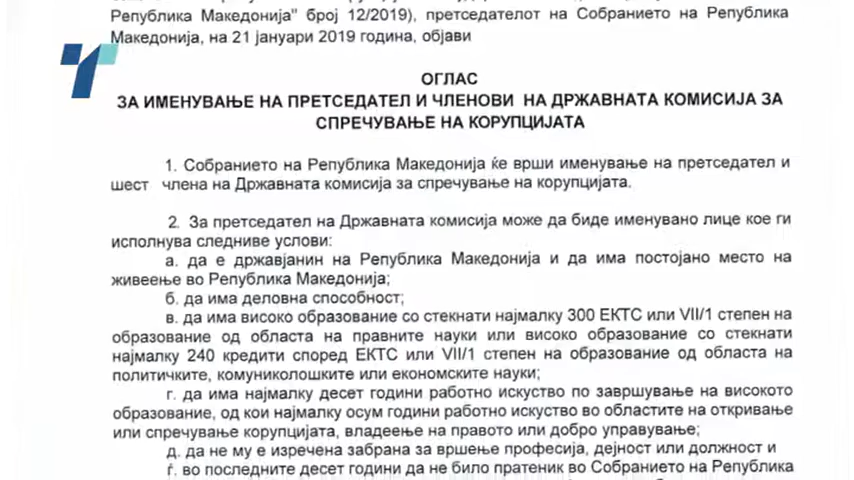 Република Македонија" број 12/2019), претседателот на Собранието на Република
Македонија, на 21 јануари 2019 година, објави
ОГЛАС
ЗА ИМЕНУВАЊЕ НА ПРЕТСЕДАТЕЛ И ЧЛЕНОВИ НА ДРЖАВНАТА КОМИСИЈА ЗА
СПРЕЧУВАЊЕ НА КОРУПЦИЈАТА
1. Собранието на Република Македонија ќе врши именување на претседател и
шест члена на Државната комисија за спречување на корупцијата.
2. За претседател на Државната комисија може да биде именувано лице кое ги
исполнува следниве услови:
а. да е државјанин на Република Македонија и да има постојано место на
живеење во Република Македонија;
б. да има деловна способност;
в. да има високо образование со стекнати најмалку 300 ЕКТС или VII/1 степен на
образование од областа на правните науки или високо образование со стекнати
најмалку 240 кредити според ЕКТС или VII/1 степен на образование од областа на
политичките, комуниколошките или економските науки;
г. да има најмалку десет години работно искуство по завршување на високото
образование, од кои најмалку осум години работно искуство во областите на откривање
или спречување корупцијата, владеење на правото или добро управување;
д. да не му е изречена забрана за вршење професија, дејност или должност и
ѓ. во последните десет години да не било пратеник во Собранието на Република